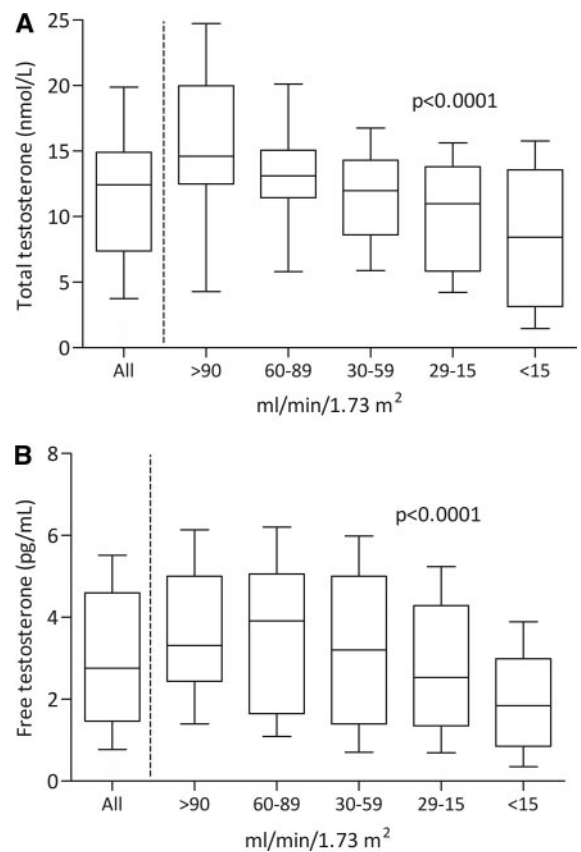 A
Total testosterone (nmol/L)
25
20
15
10
5
0
p<0.0001
All >90 60-89 30-59 29-15 <15
ml/min/1.73 m²
B
Free testosterone (pg/mL)
8
6
4
2
0
p<0.0001
All >90 60-89 30-59 29-15 <15
ml/min/1.73 m²